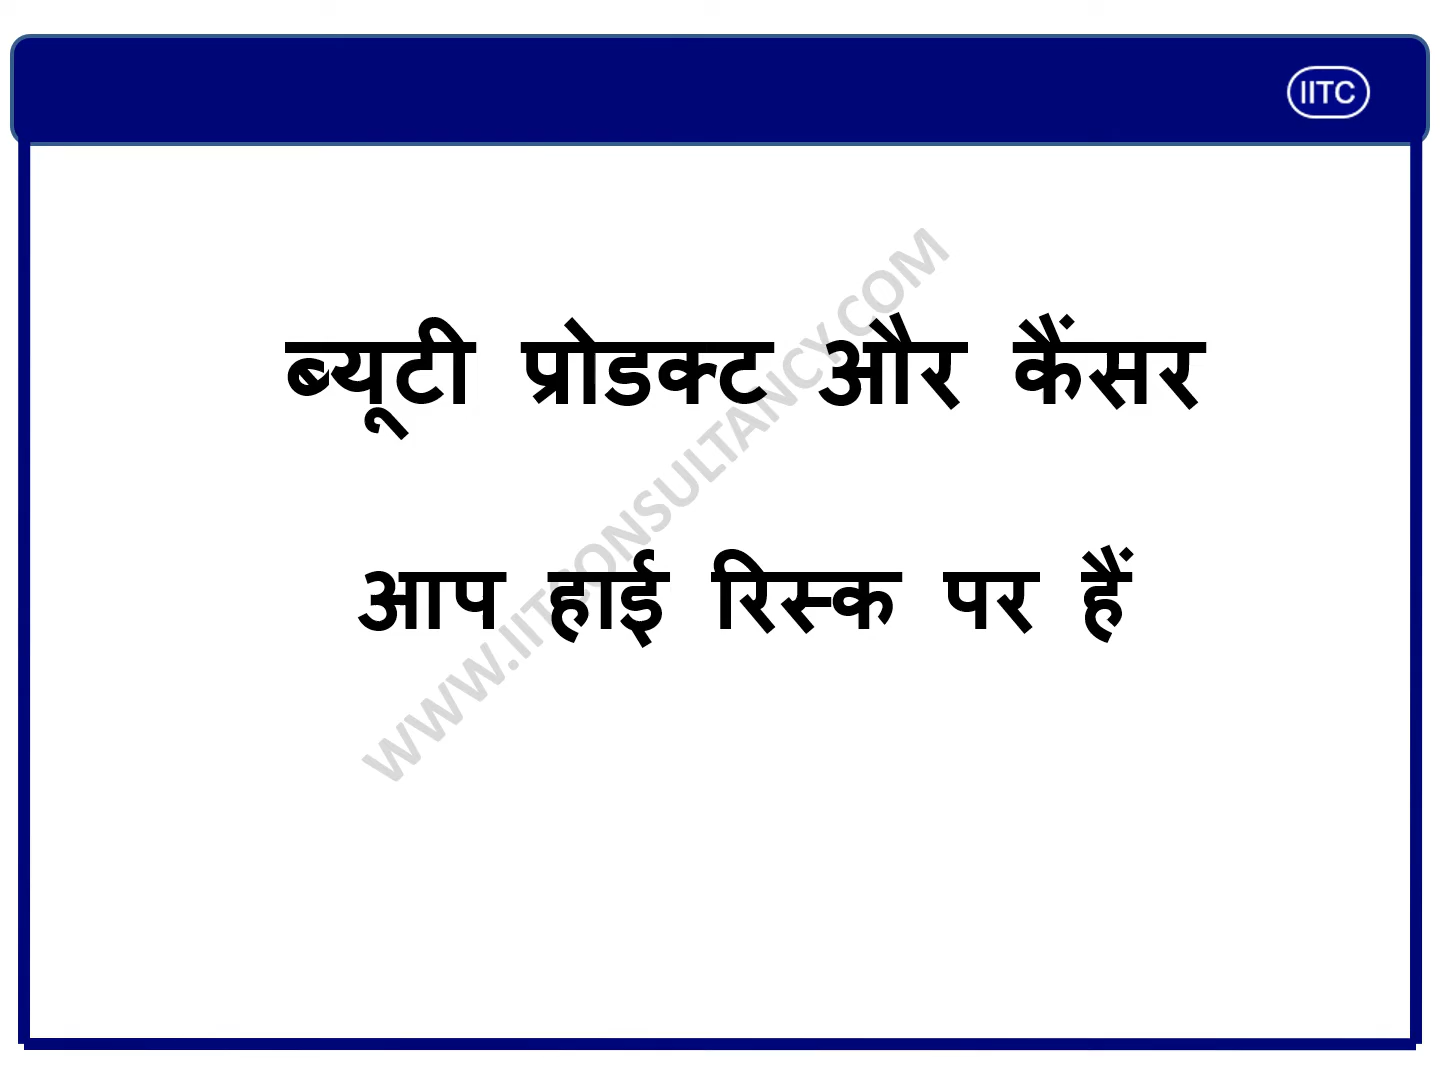 IITC
ब्यूटी प्रोडक्ट और कैंसर
आप हाई रिस्क पर हैं
WWW.IITCONSULTANCY.COM